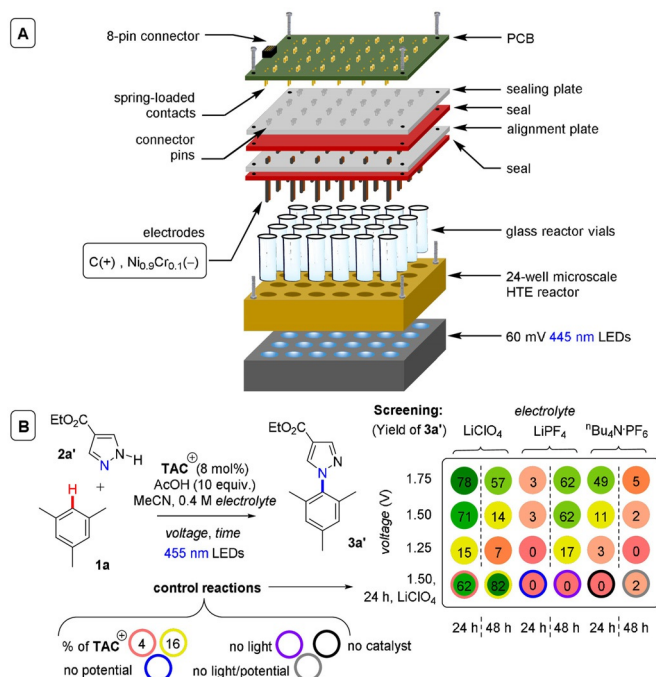 A
8-pin connector
PCB
spring-loaded
contacts
sealing plate
seal
connector
pins
alignment plate
seal
electrodes
C(+) , Ni0.9Cr0.1(−)
glass reactor vials
24-well microscale
HTE reactor
60 mV 445 nm LEDs
B
EtO2C
2a'
N
N
H
+
H
1a
TAC⊕ (8 mol%)
AcOH (10 equiv.)
MeCN, 0.4 M electrolyte
voltage, time
455 nm LEDs
EtO2C
N
N
3a'
Screening:
(Yield of 3a')
electrolyte
LiClO4 LiPF4 nBu4N·PF6
voltage (V)
1.75 78 57 3 62 49 5
1.50 71 14 3 62 11 2
1.25 15 7 0 17 3 0
1.50,
24 h, LiClO4
62 82 0 0 0 2
24 h 48 h 24 h 48 h 24 h 48 h
control reactions
% of TAC⊕ 4 16
no light
no catalyst
no potential
no light/potential